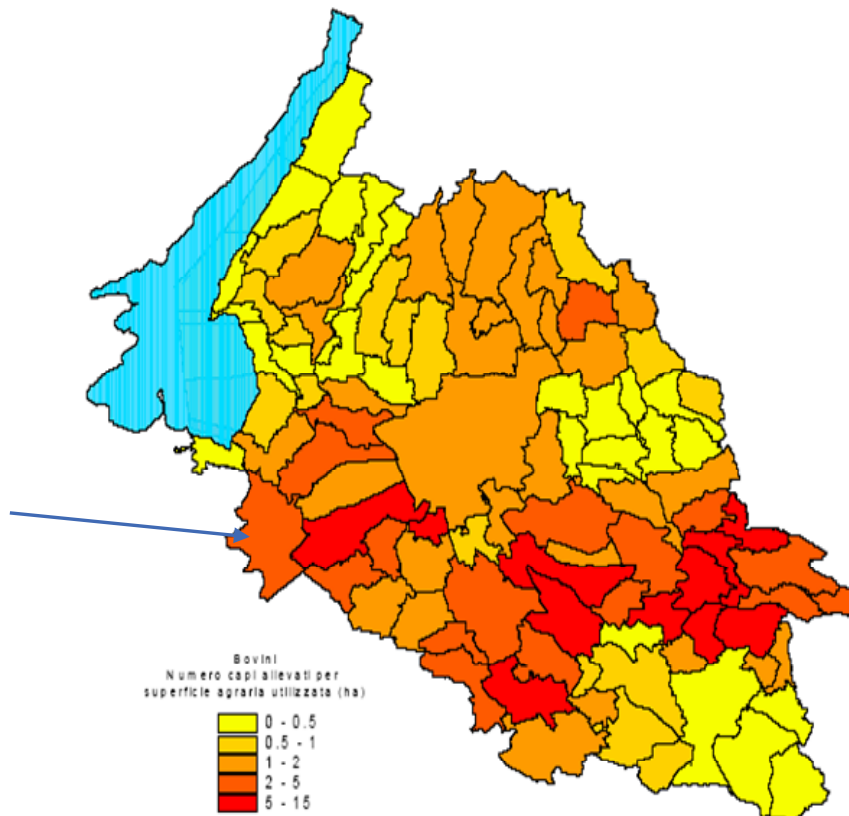 Bovini
Numero capi allevati per
superficie agraria utilizzata (ha)
0 - 0.5
0.5 - 1
1 - 2
2 - 5
5 - 15